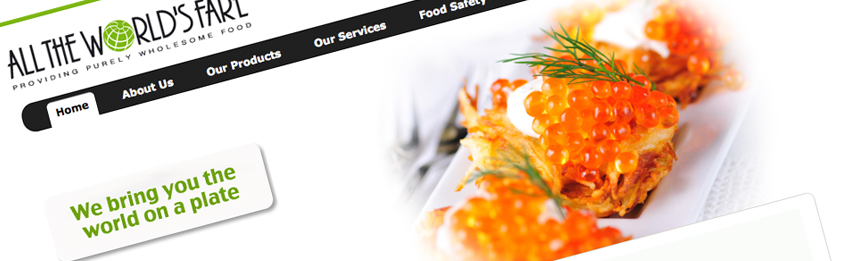 ALL THE WORLD'S FARE
PROVIDING PURELY WHOLESOME FOOD
Home
About Us
Our Products
Our Services
Food Safety
We bring you the
world on a plate